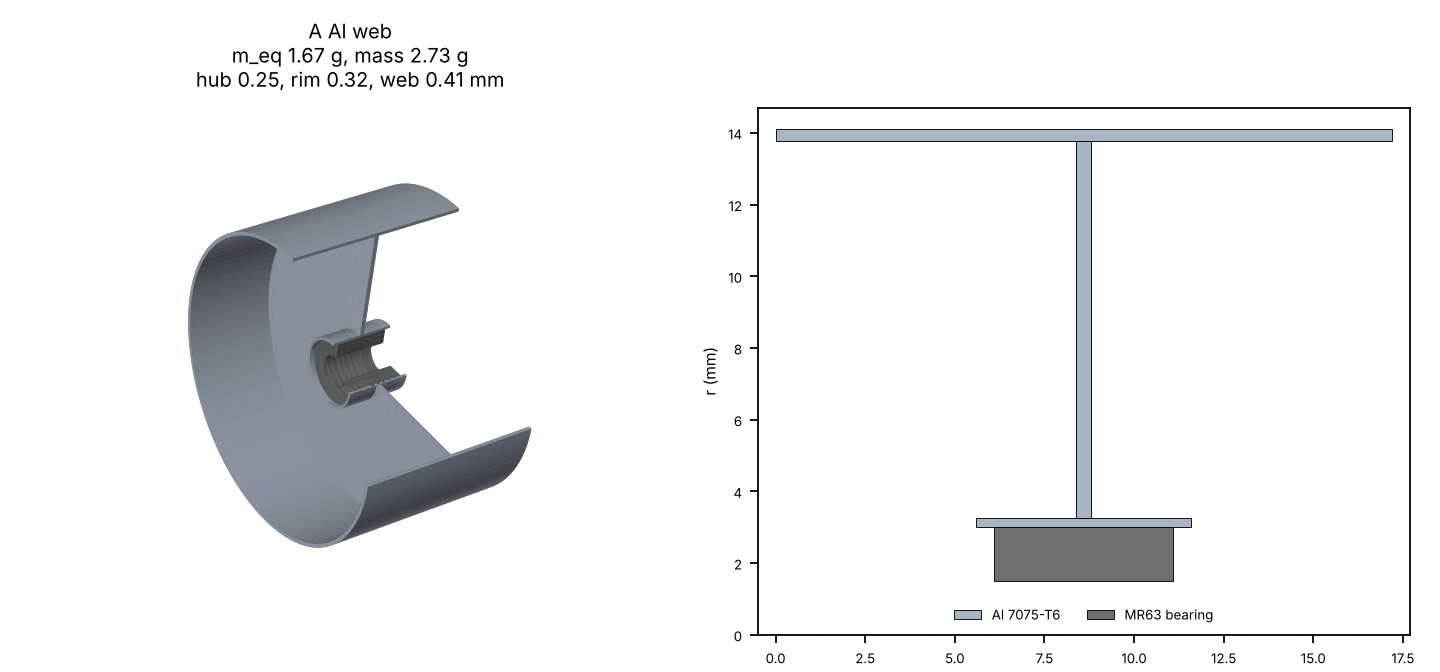 A Al web
m_eq 1.67 g, mass 2.73 g
hub 0.25, rim 0.32, web 0.41 mm
14
12
10
8
6
4
2
0
r (mm)
Al 7075-T6
MR63 bearing
0.0 2.5 5.0 7.5 10.0 12.5 15.0 17.5